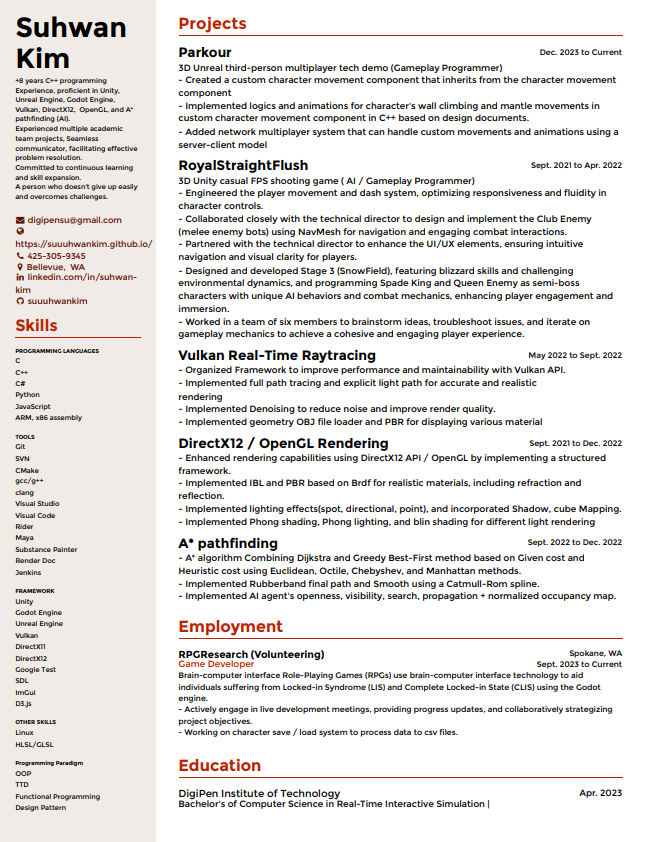 Suhwan
Kim
+8 years C++ programming
Experience, proficient in Unity,
Unreal Engine, Godot Engine,
Vulkan, DirectX12, OpenGL, and A*
pathfinding (AI).
Experienced multiple academic
team projects, Seamless
communicator, facilitating effective
problem resolution.
Committed to continuous learning
and skill expansion.
A person who doesn't give up easily
and overcomes challenges.
digipensu@gmail.com
https://suuuhwankim.github.io/
425-305-9345
Bellevue, WA
linkedin.com/in/suhwan-
kim
suuuhwankim
Skills
PROGRAMMING LANGUAGES
C
C++
C#
Python
JavaScript
ARM, x86 assembly
TOOLS
Git
SVN
CMake
gcc/g++
clang
Visual Studio
Visual Code
Rider
Maya
Substance Painter
Render Doc
Jenkins
FRAMEWORK
Unity
Godot Engine
Unreal Engine
Vulkan
DirectX11
DirectX12
Google Test
SDL
ImGui
D3.js
OTHER SKILLS
Linux
HLSL/GLSL
Programming Paradigm
OOP
TTD
Functional Programming
Design Pattern
Projects
Parkour Dec. 2023 to Current
3D Unreal third-person multiplayer tech demo (Gameplay Programmer)
- Created a custom character movement component that inherits from the character movement
component
- Implemented logics and animations for character's wall climbing and mantle movements in
custom character movement component in C++ based on design documents.
- Added network multiplayer system that can handle custom movements and animations using a
server-client model
RoyalStraightFlush Sept. 2021 to Apr. 2022
3D Unity casual FPS shooting game ( AI / Gameplay Programmer)
- Engineered the player movement and dash system, optimizing responsiveness and fluidity in
character controls.
- Collaborated closely with the technical director to design and implement the Club Enemy
(melee enemy bots) using NavMesh for navigation and engaging combat interactions.
- Partnered with the technical director to enhance the UI/UX elements, ensuring intuitive
navigation and visual clarity for players.
- Designed and developed Stage 3 (SnowField), featuring blizzard skills and challenging
environmental dynamics, and programming Spade King and Queen Enemy as semi-boss
characters with unique AI behaviors and combat mechanics, enhancing player engagement and
immersion.
- Worked in a team of six members to brainstorm ideas, troubleshoot issues, and iterate on
gameplay mechanics to achieve a cohesive and engaging player experience.
Vulkan Real-Time Raytracing May 2022 to Sept. 2022
- Organized Framework to improve performance and maintainability with Vulkan API.
- Implemented full path tracing and explicit light path for accurate and realistic
rendering
- Implemented Denoising to reduce noise and improve render quality.
- Implemented geometry OBJ file loader and PBR for displaying various material
DirectX12 / OpenGL Rendering Sept. 2021 to Dec. 2022
- Enhanced rendering capabilities using DirectX12 API / OpenGL by implementing a structured
framework.
- Implemented IBL and PBR based on Brdf for realistic materials, including refraction and
reflection.
- Implemented lighting effects(spot, directional, point), and incorporated Shadow, cube Mapping.
- Implemented Phong shading, Phong lighting, and blin shading for different light rendering
A* pathfinding Sept. 2022 to Dec. 2022
- A* algorithm Combining Dijkstra and Greedy Best-First method based on Given cost and
Heuristic cost using Euclidean, Octile, Chebyshev, and Manhattan methods.
- Implemented Rubberband final path and Smooth using a Catmull-Rom spline.
- Implemented AI agent's openness, visibility, search, propagation + normalized occupancy map.
Employment
RPGResearch (Volunteering) Spokane, WA
Game Developer Sept. 2023 to Current
Brain-computer interface Role-Playing Games (RPGs) use brain-computer interface technology to aid
individuals suffering from Locked-in Syndrome (LIS) and Complete Locked-in State (CLIS) using the Godot
engine.
- Actively engage in live development meetings, providing progress updates, and collaboratively strategizing
project objectives.
- Working on character save / load system to process data to csv files.
Education
DigiPen Institute of Technology Apr. 2023
Bachelor's of Computer Science in Real-Time Interactive Simulation |